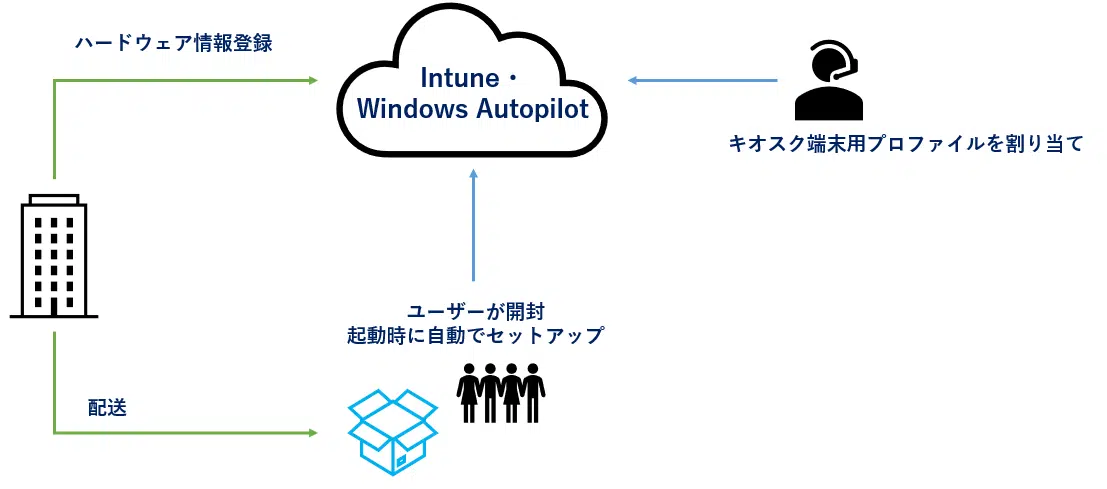 ハードウェア情報登録
Intune・
Windows Autopilot
キオスク端末用プロファイルを割り当て
ユーザーが開封
起動時に自動でセットアップ
配送